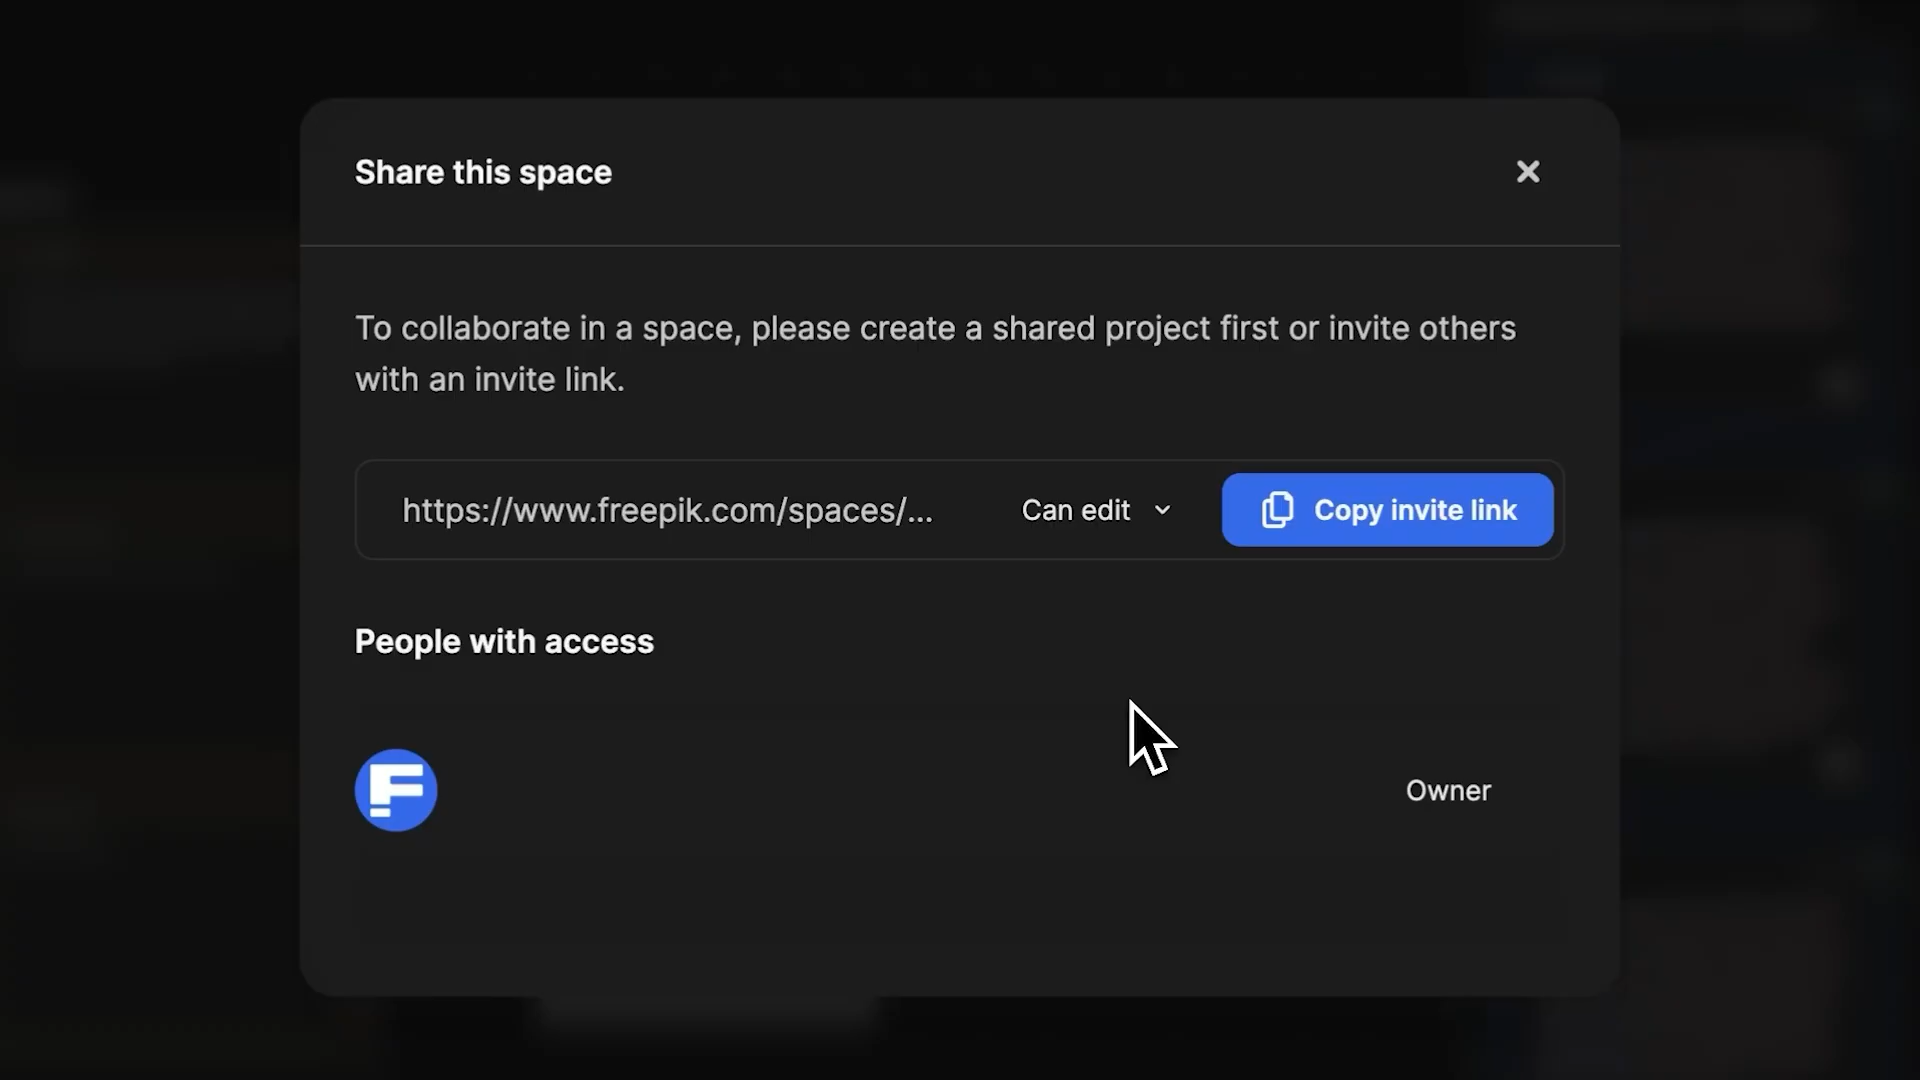 Share this space
To collaborate in a space, please create a shared project first or invite others
with an invite link.
https://www.freepik.com/spaces/...
Can edit
Copy invite link
People with access
F
Owner